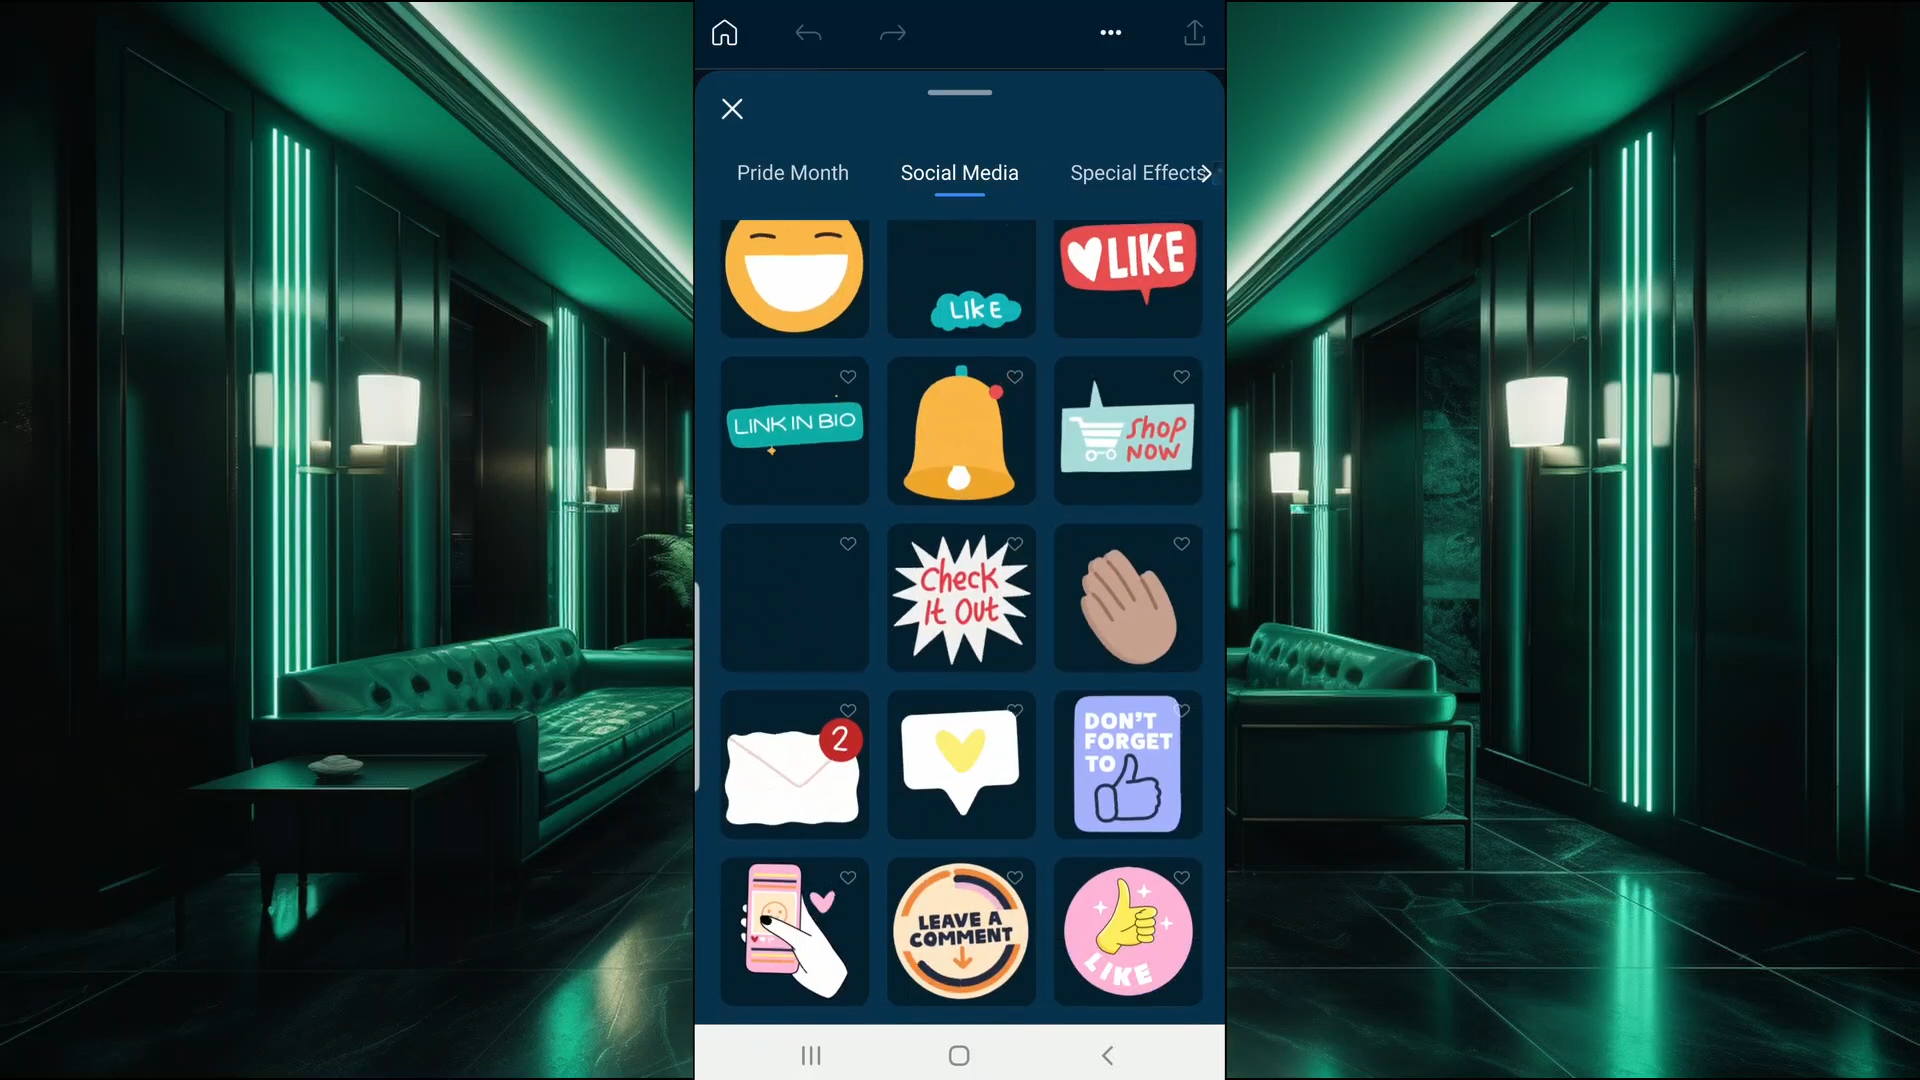 Pride Month
Social Media
Special Effects
LIKE
LIKE
LINK IN BIO
SHOP
NOW
Check
It Out
2
DON'T
FORGET
TO
LEAVE A
COMMENT
LIKE